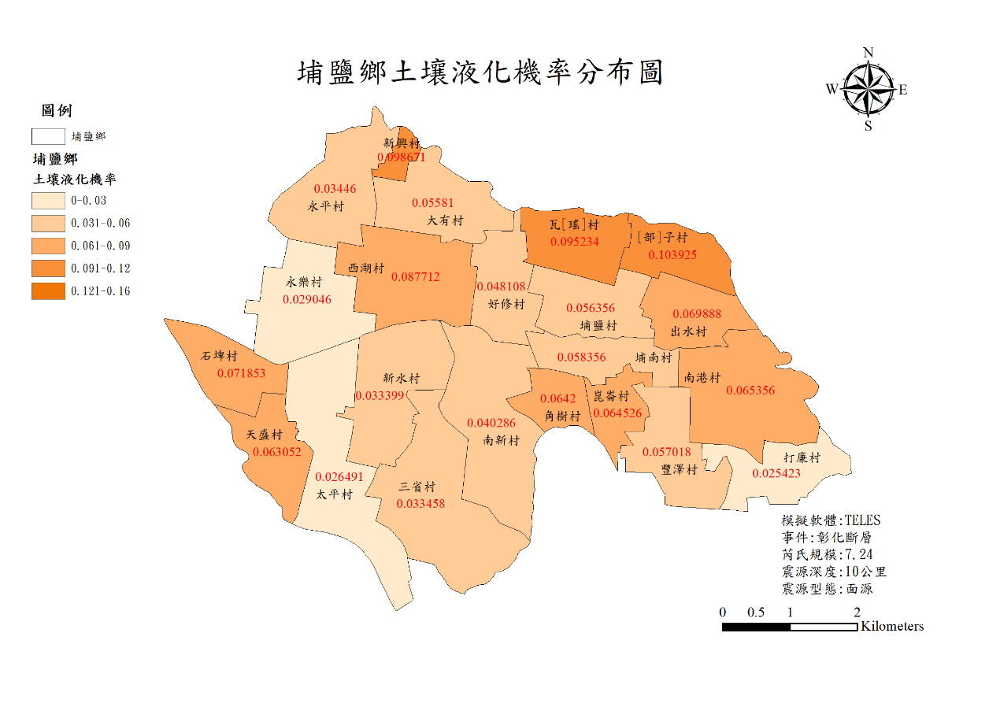 埔鹽鄉土壤液化機率分布圖
N
W
E
S
圖例
埔鹽鄉
埔鹽鄉
土壤液化機率
0-0.03
0.031-0.06
0.061-0.09
0.091-0.12
0.121-0.16
新興村
0.098671
0.03446
永平村
0.05581
大有村
瓦[瑤]村
0.095234
[部]子村
0.103925
西湖村
0.087712
永樂村
0.029046
0.048108
好修村
0.056356
埔鹽村
0.069888
出水村
石埤村
0.071853
新水村
0.033399
0.058356
埔南村
南港村
0.065356
0.0642
角樹村
崑崙村
0.064526
天盛村
0.063052
0.040286
南新村
0.057018
豐澤村
打廉村
0.025423
0.026491
太平村
三省村
0.033458
模擬軟體:TELES
事件:彰化斷層
芮氏規模:7.24
震源深度:10公里
震源型態:面源
0 0.5 1 2
Kilometers